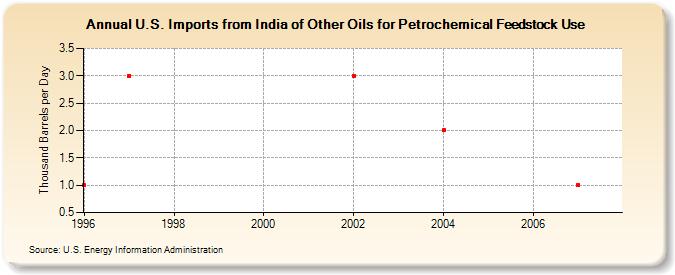 Annual U.S. Imports from India of Other Oils for Petrochemical Feedstock Use
Thousand Barrels per Day
3.5
3.0
2.5
2.0
1.5
1.0
0.5
1996 1998 2000 2002 2004 2006
Source: U.S. Energy Information Administration